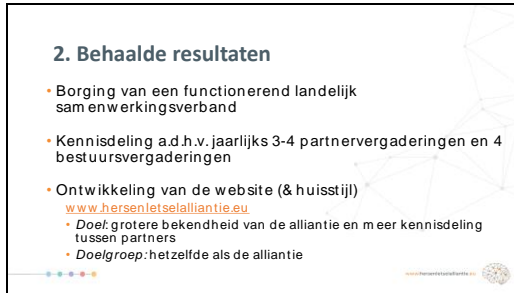 2. Behaalde resultaten
• Borging van een functionerend landelijk
samenwerkingsverband
• Kennisdeling a.d.h.v. jaarlijks 3-4 partnervergaderingen en 4
bestuursvergaderingen
• Ontwikkeling van de website (& huisstijl)
www.hersenletselalliantie.eu
• Doel: grotere bekendheid van de alliantie en meer kennisdeling
tussen partners
• Doelgroep: hetzelfde als de alliantie
www.hersenletselalliantie.eu